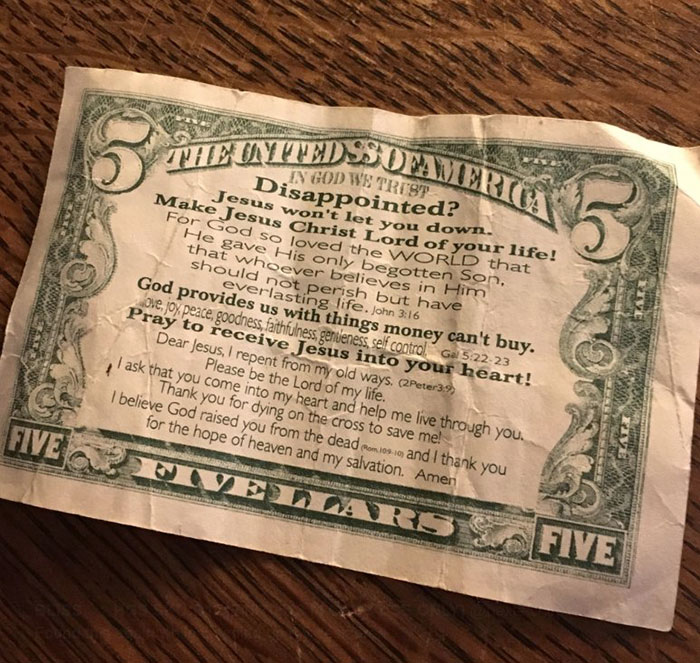 5 THE UNITED S$ OF AMERICA 5
IN GOD WE TRUST
Disappointed?
Jesus won't let you down.
Make Jesus Christ Lord of your life!
For God so loved the WORLD that
He gave His only begotten Son,
that whoever believes in Him
should not perish but have
everlasting life. John 3:16
God provides us with things money can't buy.
love, joy, peace, goodness, faithfulness, gentleness, self control Gal 5:22-23
Pray to receive Jesus into your heart!
Dear Jesus, I repent from my old ways. (2Peter3:9)
Please be the Lord of my life.
I ask that you come into my heart and help me live through you.
Thank you for dying on the cross to save me!
I believe God raised you from the dead (Rom.10:9-10) and I thank you
for the hope of heaven and my salvation. Amen
FIVE FIVE LLARS FIVE